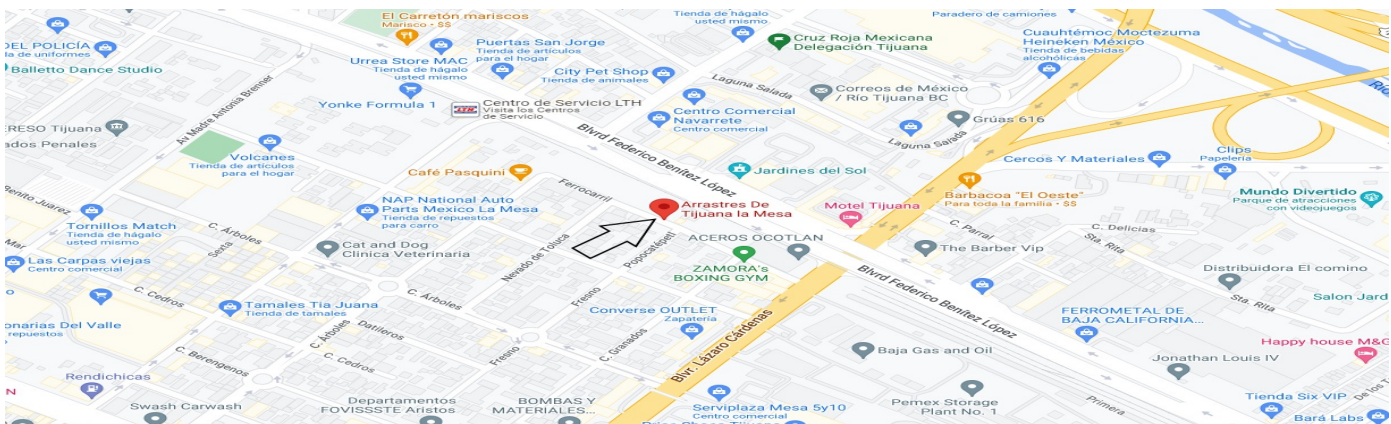 El Carretón mariscos
Marisco · $$
Tienda de hágalo
usted mismo
Paradero de camiones
DEL POLICÍA
da de uniformes
Puertas San Jorge
Tienda de artículos
para el hogar
Cruz Roja Mexicana
Delegación Tijuana
Cuauhtémoc Moctezuma
Heineken México
Tienda de bebidas
alcohólicas
Balletto Dance Studio
Urrea Store MAC
Tienda de hágalo
usted mismo
City Pet Shop
Tienda de animales
Laguna Salada
Correos de México
/ Río Tijuana BC
Av Madre Antonia Brenner
Yonke Formula 1
LTH
Centro de Servicio LTH
Visita los Centros
de Servicio
Centro Comercial
Navarrete
Centro comercial
Grúas 616
ERESO Tijuana
ados Penales
Blvrd Federico Benítez López
Laguna Salada
Volcanes
Tienda de artículos
para el hogar
Café Pasquini
Ferrocarril
Jardines del Sol
Cercos Y Materiales
Clips
Papelería
Benito Juarez
NAP National Auto
Parts Mexico La Mesa
Tienda de repuestos
para carro
Arrastres De
Tijuana la Mesa
Motel Tijuana
Barbacoa "El Oeste"
Para toda la familia · $$
Mundo Divertido
Parque de atracciones
con videojuegos
Tornillos Match
Tienda de hágalo
usted mismo
Mar
Sexta
C. Árboles
Cat and Dog
Clinica Veterinaria
Nevado de Toluca
Popocatépetl
ACEROS OCOTLAN
C. Parral
C. Delicias
Sta. Rita
The Barber Vip
Las Carpas viejas
Centro comercial
ZAMORA's
BOXING GYM
Blvrd Federico Benítez López
Distribuidora El comino
C. Cedros
C. Árboles
Fresno
Sta. Rita
Salon Jard
Tamales Tia Juana
Tienda de tamales
Converse OUTLET
Zapatería
FERROMETAL DE
BAJA CALIFORNIA...
onarias Del Valle
repuestos
C. Árboles
Datileros
Fresno
C. Granados
Blvr. Lázaro Cárdenas
Happy house M&G
C. Berengenos
C. Cedros
Baja Gas and Oil
Jonathan Louis IV
Rendichicas
Swash Carwash
Departamentos
FOVISSSTE Aristos
BOMBAS Y
MATERIALES...
Serviplaza Mesa 5y10
Centro comercial
Pemex Storage
Plant No. 1
Primera
Tienda Six VIP
De los T
Bará Labs